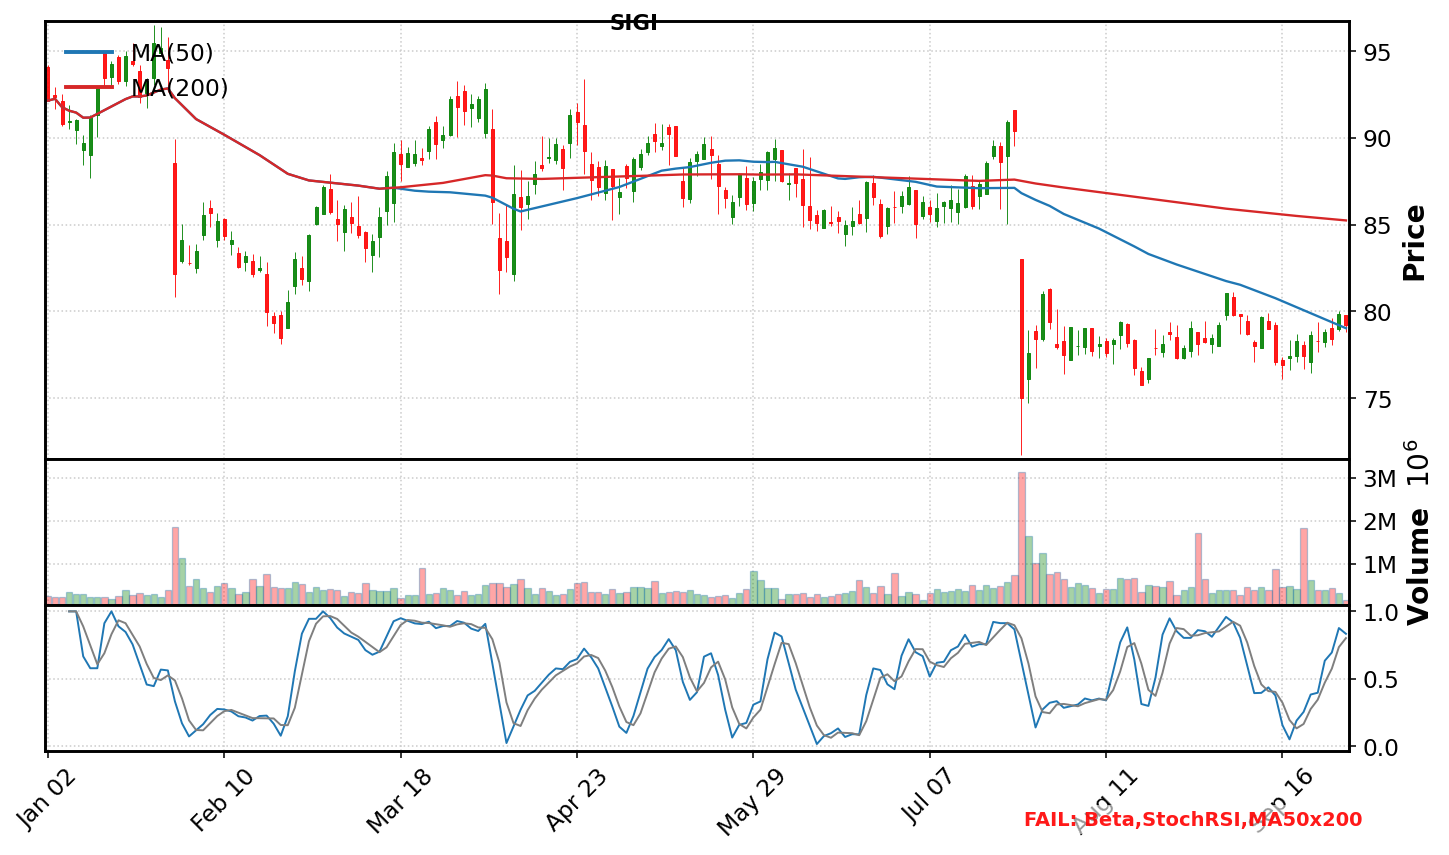 SIGI
MA(50)
MA(200)
95
90
85
80
75
Price
3M
2M
1M
Volume 10^6
1.0
0.5
0.0
Jan 02
Feb 10
Mar 18
Apr 23
May 29
Jul 07
Aug 11
Sep 16
FAIL: Beta,StochRSI,MA50x200